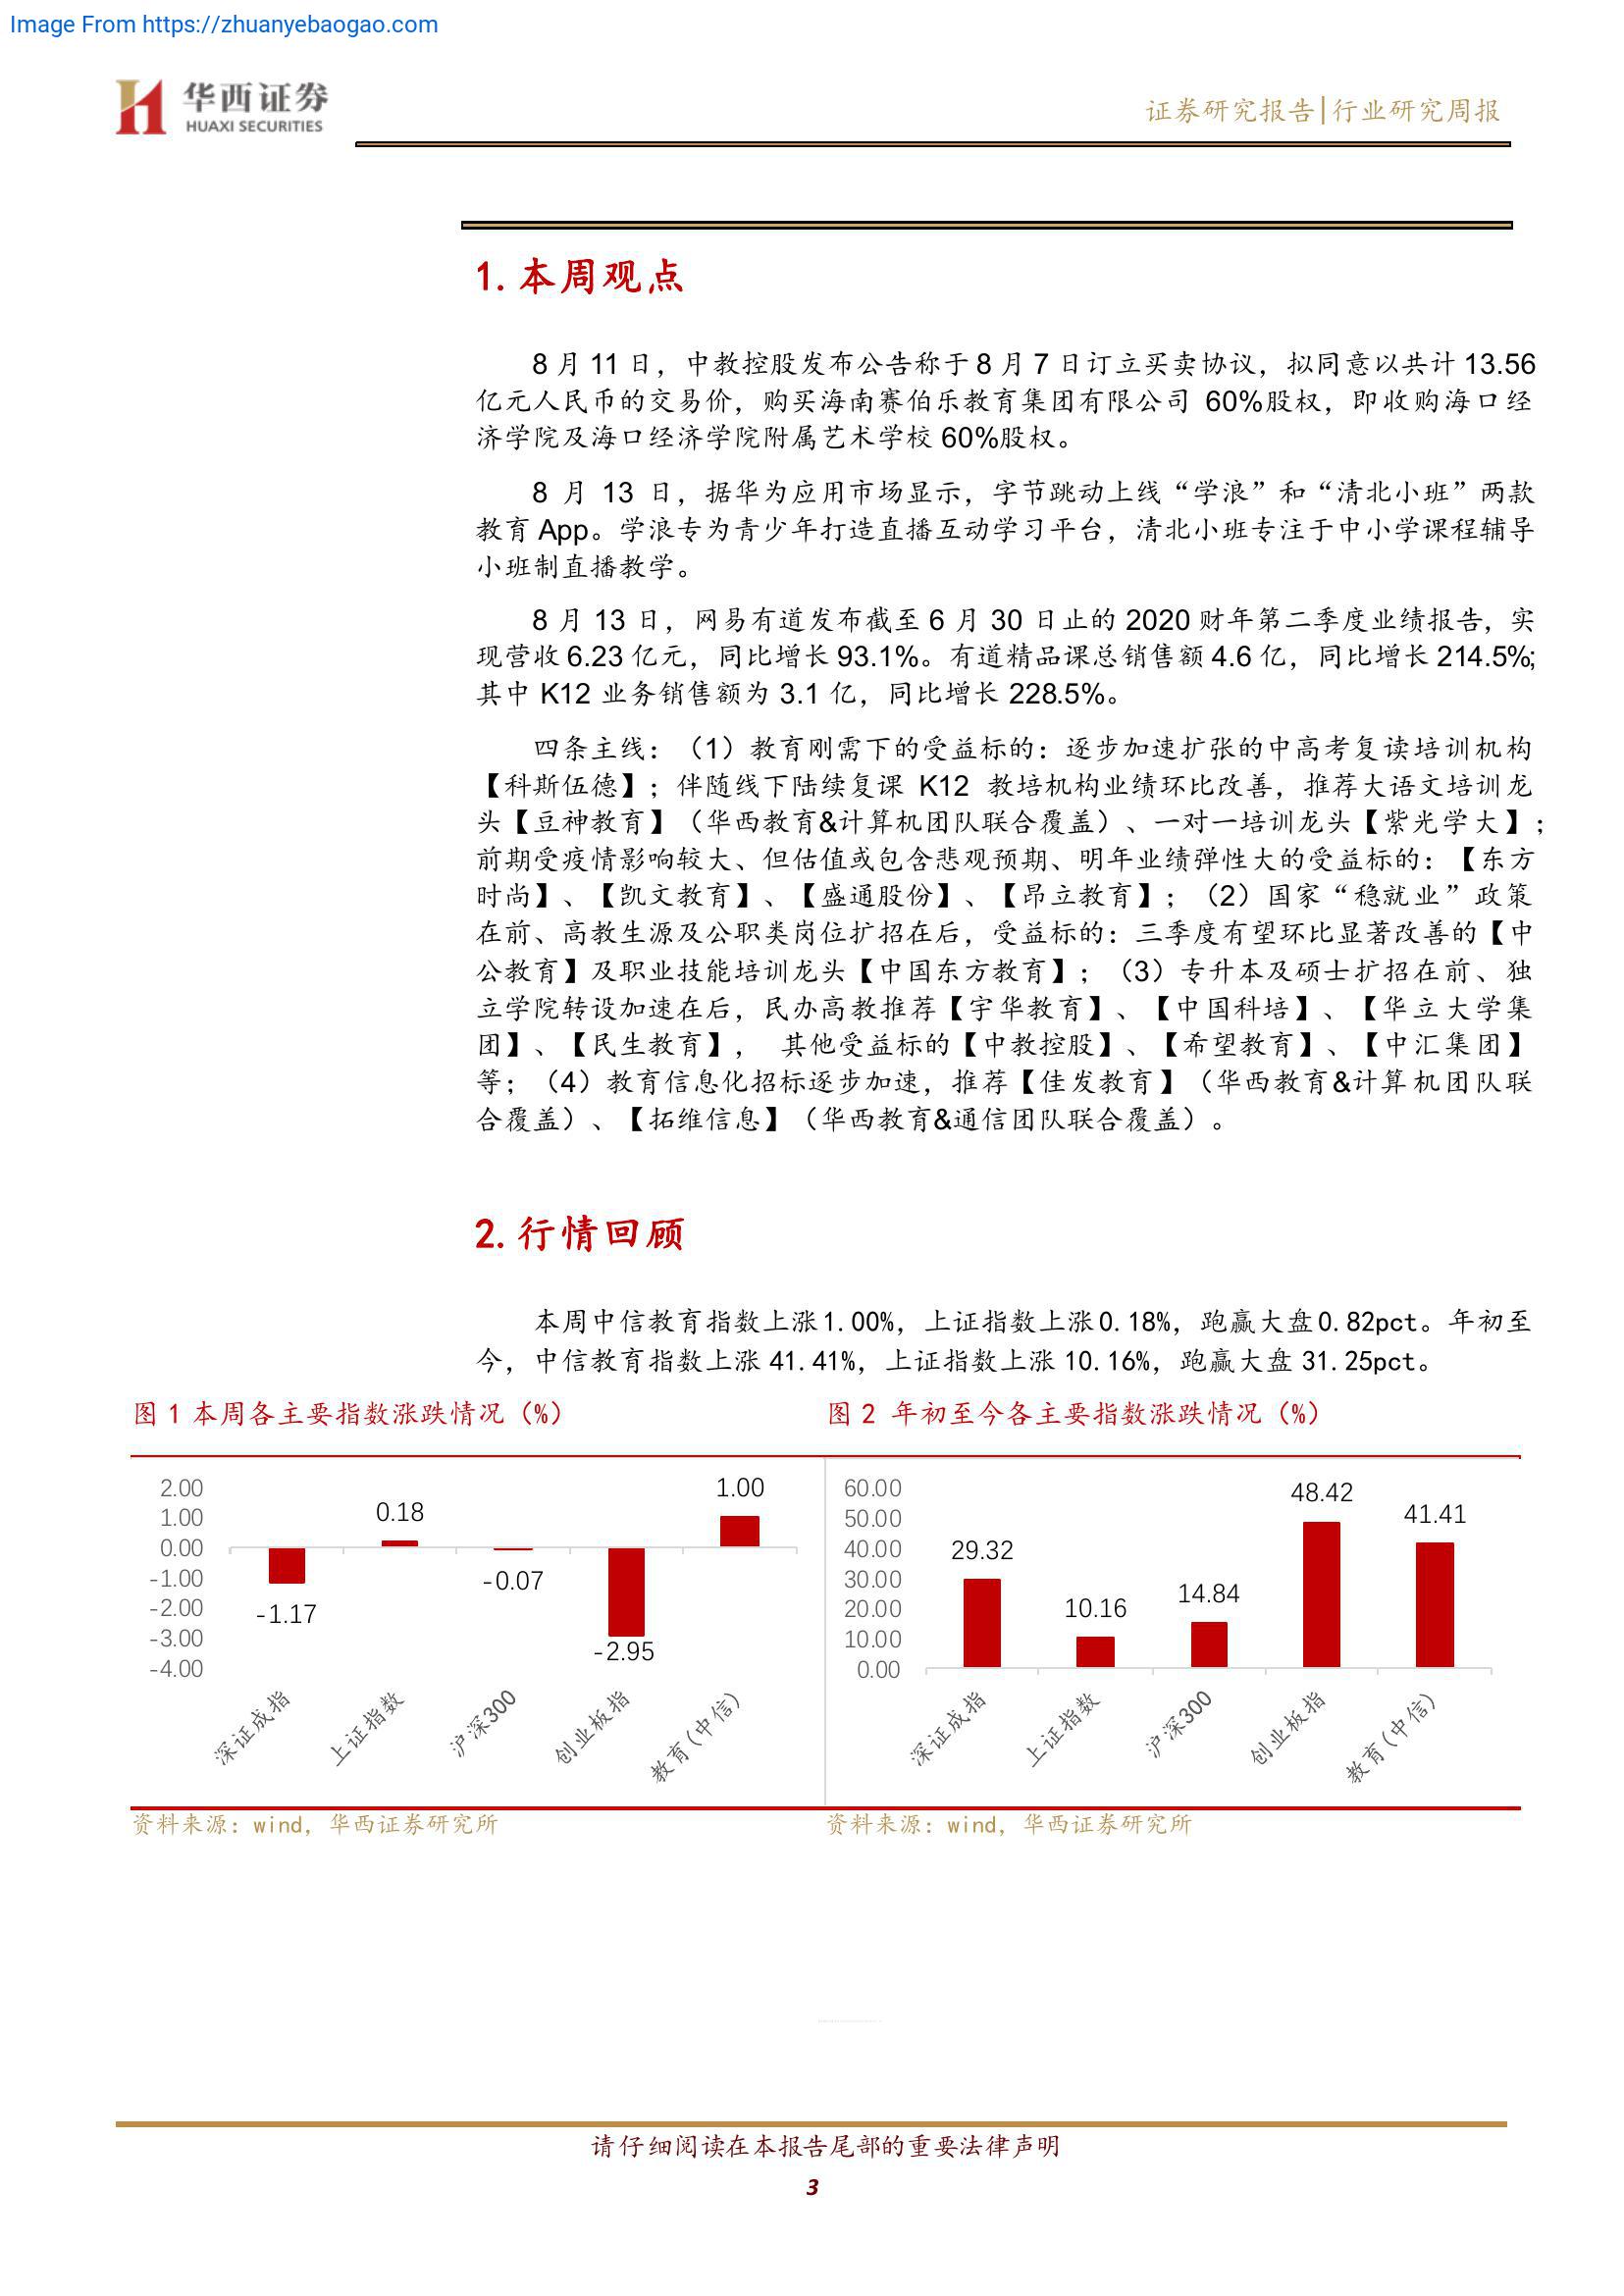 Image From https://zhuanyebaogao.com
华西证券
HUAXI SECURITIES
证券研究报告|行业研究周报
1.本周观点
8 月 11 日，中教控股发布公告称于 8 月 7 日订立买卖协议，拟同意以共计 13.56
亿元人民币的交易价，购买海南赛伯乐教育集团有限公司 60%股权，即收购海口经
济学院及海口经济学院附属艺术学校 60%股权。
8 月 13 日，据华为应用市场显示，字节跳动上线“学浪”和“清北小班”两款
教育 App。学浪专为青少年打造直播互动学习平台，清北小班专注于中小学课程辅导
小班制直播教学。
8 月 13 日，网易有道发布截至 6 月 30 日止的 2020 财年第二季度业绩报告，实
现营收 6.23 亿元，同比增长 93.1%。有道精品课总销售额 4.6 亿，同比增长 214.5%;
其中 K12 业务销售额为 3.1 亿，同比增长 228.5%。
四条主线：（1）教育刚需下的受益标的：逐步加速扩张的中高考复读培训机构
【科斯伍德】；伴随线下陆续复课 K12 教培机构业绩环比改善，推荐大语文培训龙
头【豆神教育】（华西教育&计算机团队联合覆盖）、一对一培训龙头【紫光学大】；
前期受疫情影响较大、但估值或包含悲观预期、明年业绩弹性大的受益标的：【东方
时尚】、【凯文教育】、【盛通股份】、【昂立教育】；（2）国家“稳就业”政策
在前、高教生源及公职类岗位扩招在后，受益标的：三季度有望环比显著改善的【中
公教育】及职业技能培训龙头【中国东方教育】；（3）专升本及硕士扩招在前、独
立学院转设加速在后，民办高教推荐【宇华教育】、【中国科培】、【华立大学集
团】、【民生教育】， 其他受益标的【中教控股】、【希望教育】、【中汇集团】
等；（4）教育信息化招标逐步加速，推荐【佳发教育】（华西教育&计算机团队联
合覆盖）、【拓维信息】（华西教育&通信团队联合覆盖）。
2.行情回顾
本周中信教育指数上涨 1.00%，上证指数上涨 0.18%，跑赢大盘 0.82pct。年初至
今，中信教育指数上涨 41.41%，上证指数上涨 10.16%，跑赢大盘 31.25pct。
图 1 本周各主要指数涨跌情况（%）
2.00
1.00
0.00
-1.00
-2.00
-3.00
-4.00
-1.17
0.18
-0.07
-2.95
1.00
深证成指
上证指数
沪深300
创业板指
教育(中信)
资料来源：wind，华西证券研究所
图 2 年初至今各主要指数涨跌情况（%）
60.00
50.00
40.00
30.00
20.00
10.00
0.00
29.32
10.16
14.84
48.42
41.41
深证成指
上证指数
沪深300
创业板指
教育(中信)
资料来源：wind，华西证券研究所
请仔细阅读在本报告尾部的重要法律声明
3